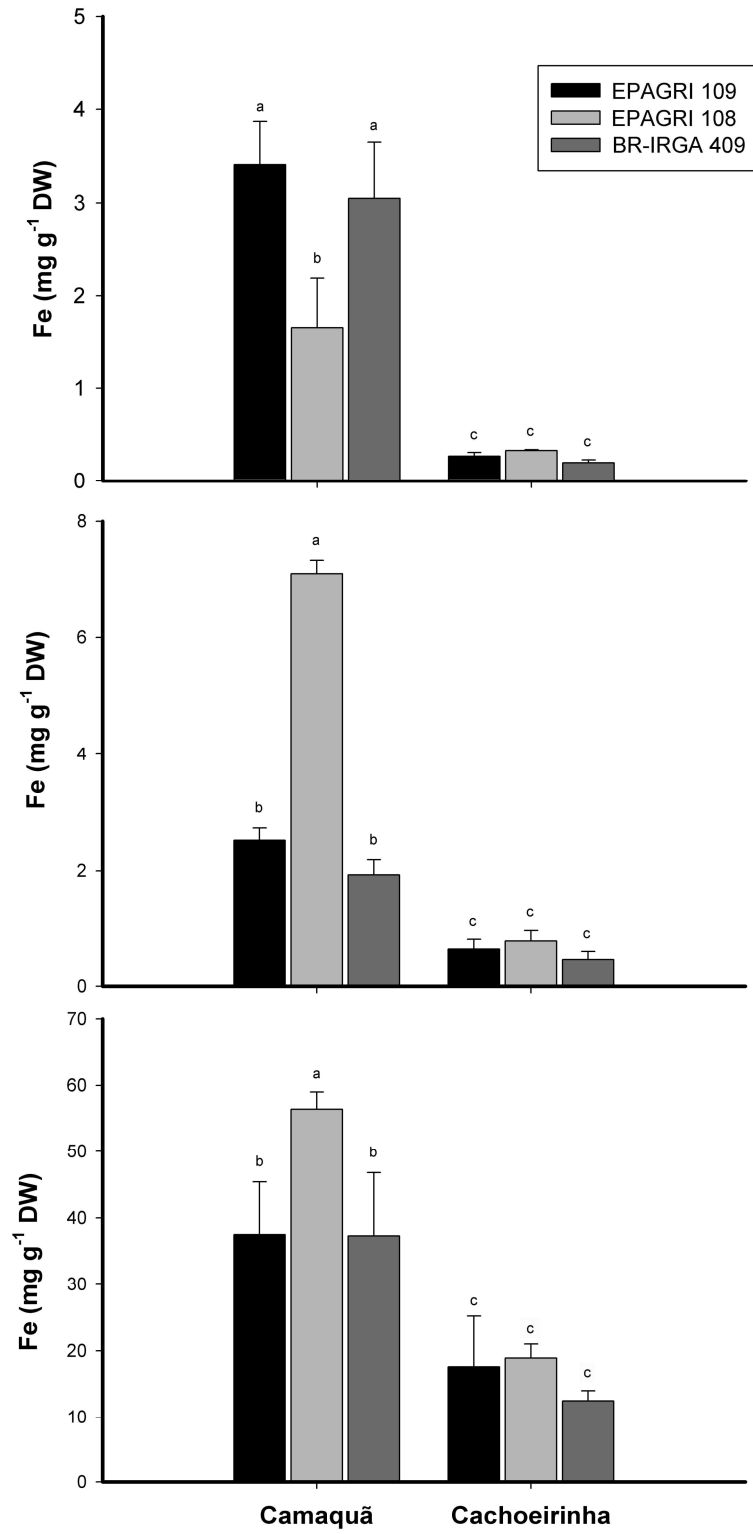 5
4
3
2
1
0
Fe (mg g-1 DW)
EPAGRI 109
EPAGRI 108
BR-IRGA 409
a
b
a
c
c
c
8
6
4
2
0
Fe (mg g-1 DW)
b
a
b
c
c
c
70
60
50
40
30
20
10
0
Fe (mg g-1 DW)
b
a
b
c
c
c
Camaquã Cachoeirinha